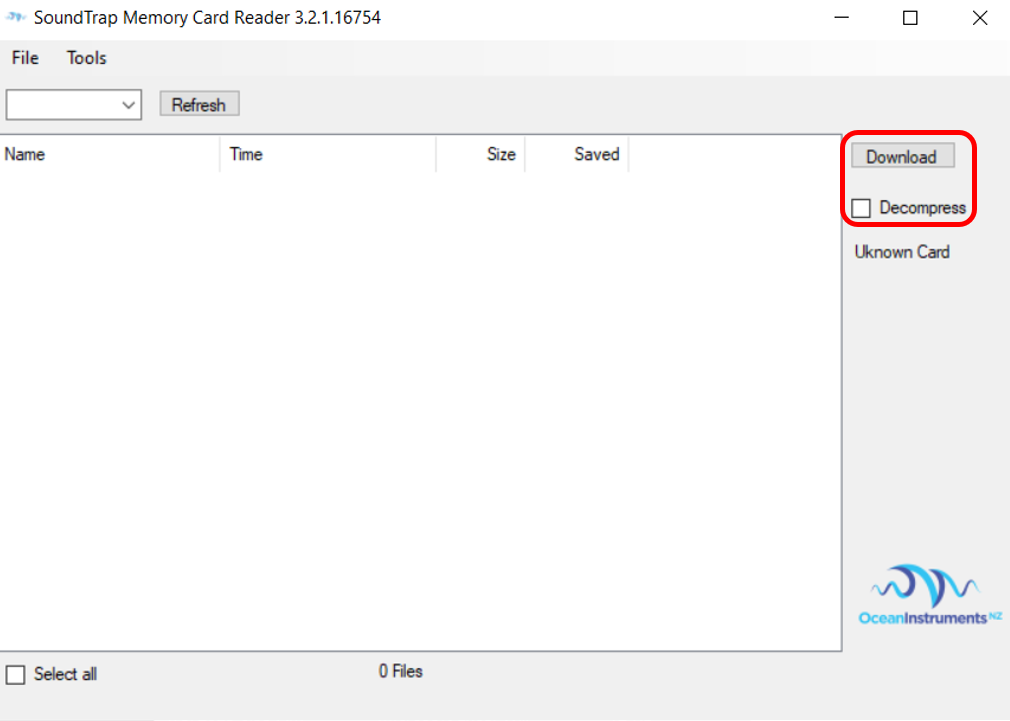 SoundTrap Memory Card Reader 3.2.1.16754
File Tools
Refresh
Name Time Size Saved
Download
Decompress
Uknown Card
OceanInstruments NZ
Select all 0 Files